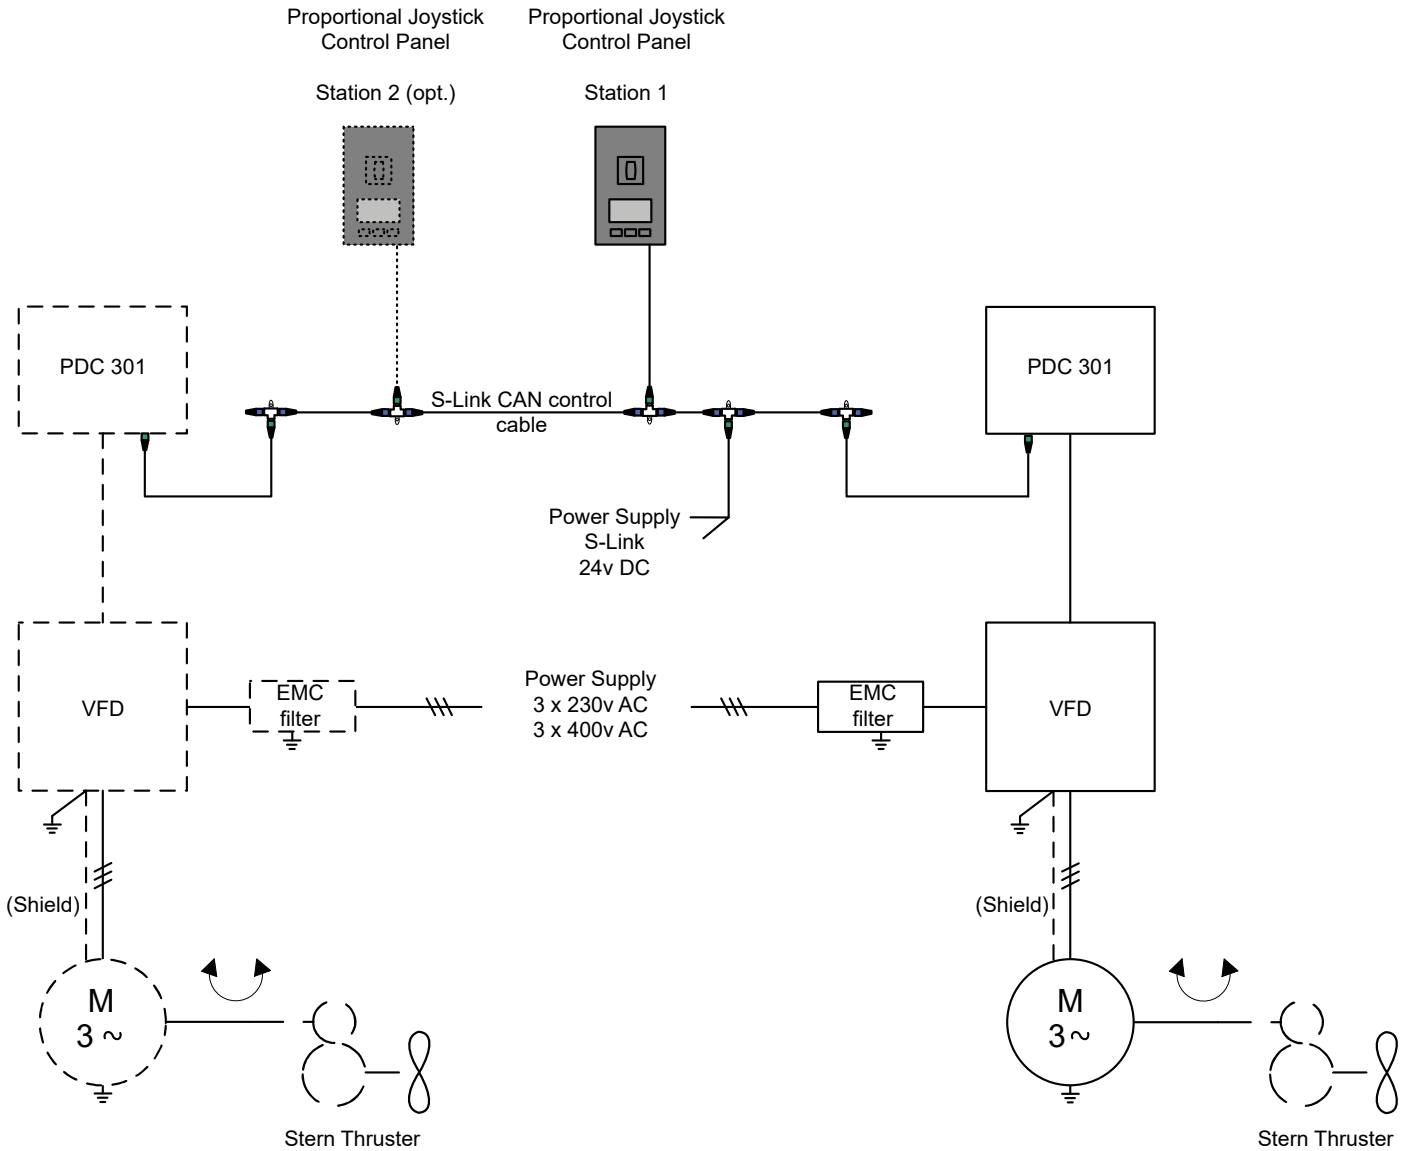 Proportional Joystick
Control Panel
Station 2 (opt.)
Proportional Joystick
Control Panel
Station 1
PDC 301
S-Link CAN control
cable
PDC 301
Power Supply
S-Link
24v DC
VFD
EMC
filter
Power Supply
3 x 230v AC
3 x 400v AC
EMC
filter
VFD
(Shield)
(Shield)
M
3 ~
M
3 ~
Stern Thruster
Stern Thruster